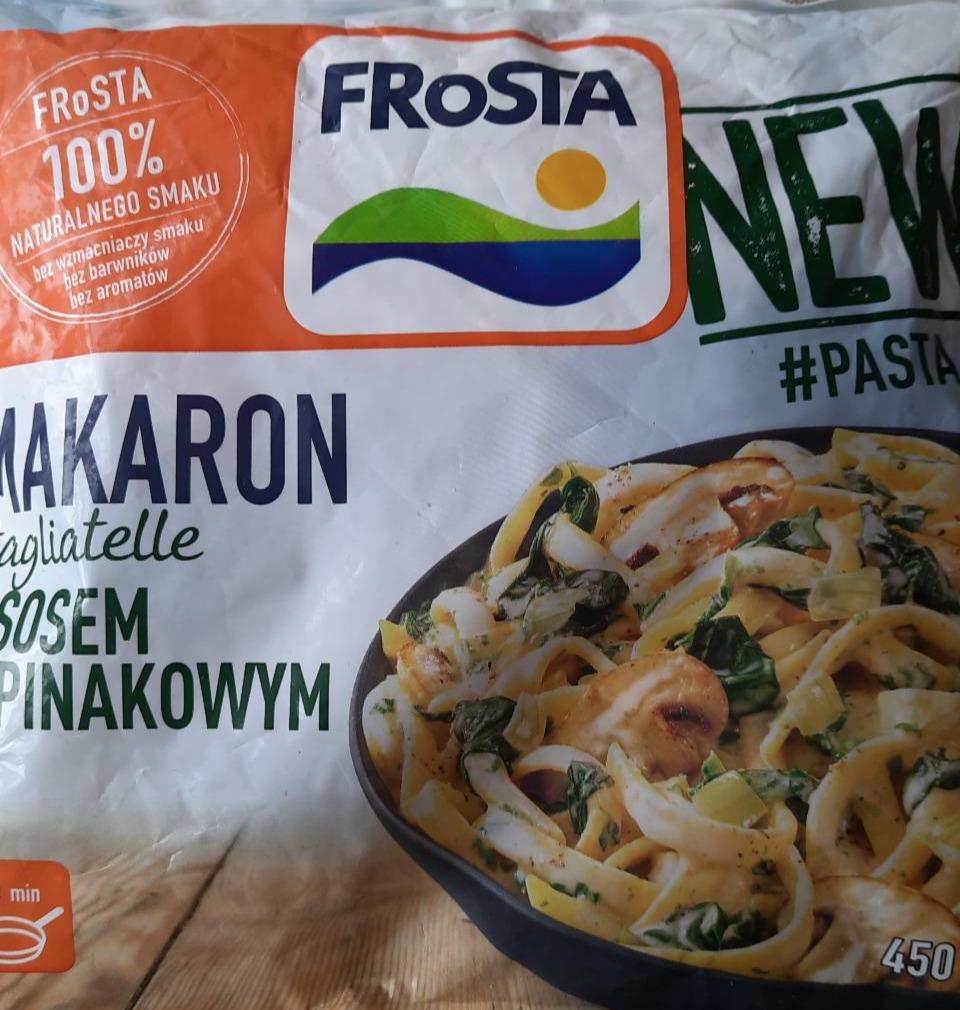 FRoSTA
100%
NATURALNEGO SMAKU
bez wzmacniaczy smaku
bez barwników
bez aromatów
FRoSTA
NEW
#PASTA
MAKARON
tagliatelle
SOSEM
PINAKOWYM
min
450